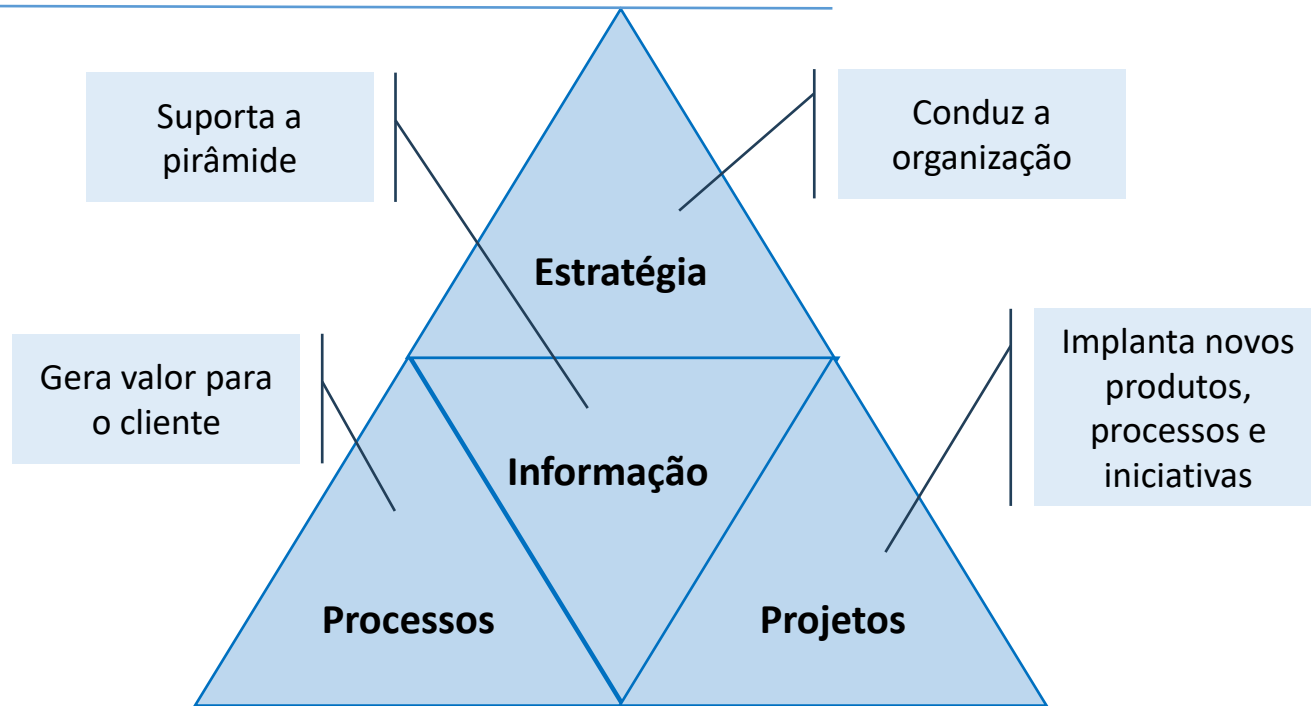 Suporta a
pirâmide
Conduz a
organização
Estratégia
Gera valor para
o cliente
Implanta novos
produtos,
processos e
iniciativas
Informação
Processos
Projetos